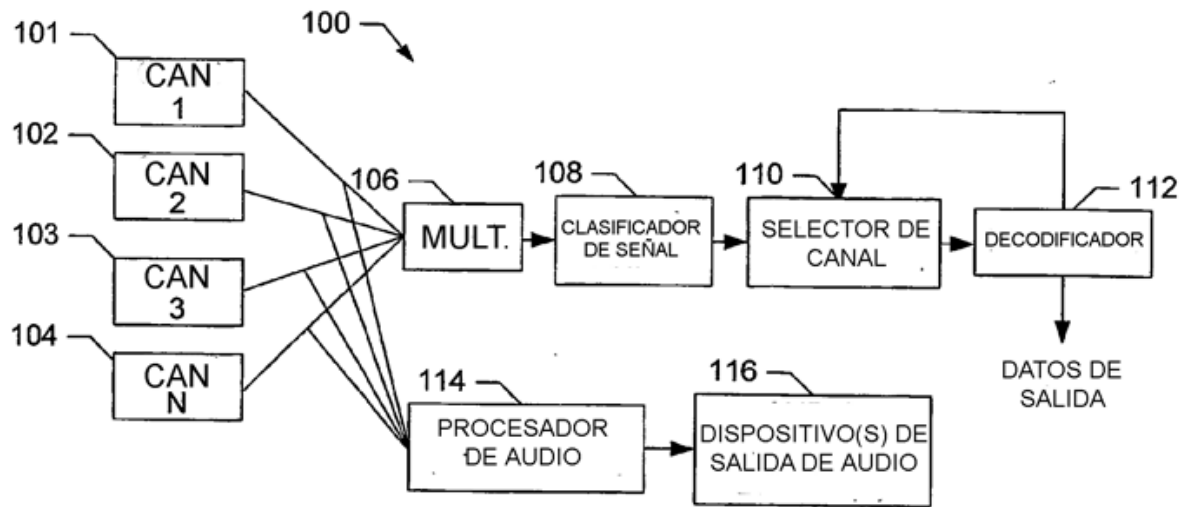 100
101
CAN
1
102
CAN
2
103
CAN
3
104
CAN
N
106
MULT.
108
CLASIFICADOR
DE SEÑAL
110
SELECTOR DE
CANAL
112
DECODIFICADOR
DATOS DE
SALIDA
114
PROCESADOR
DE AUDIO
116
DISPOSITIVO(S) DE
SALIDA DE AUDIO